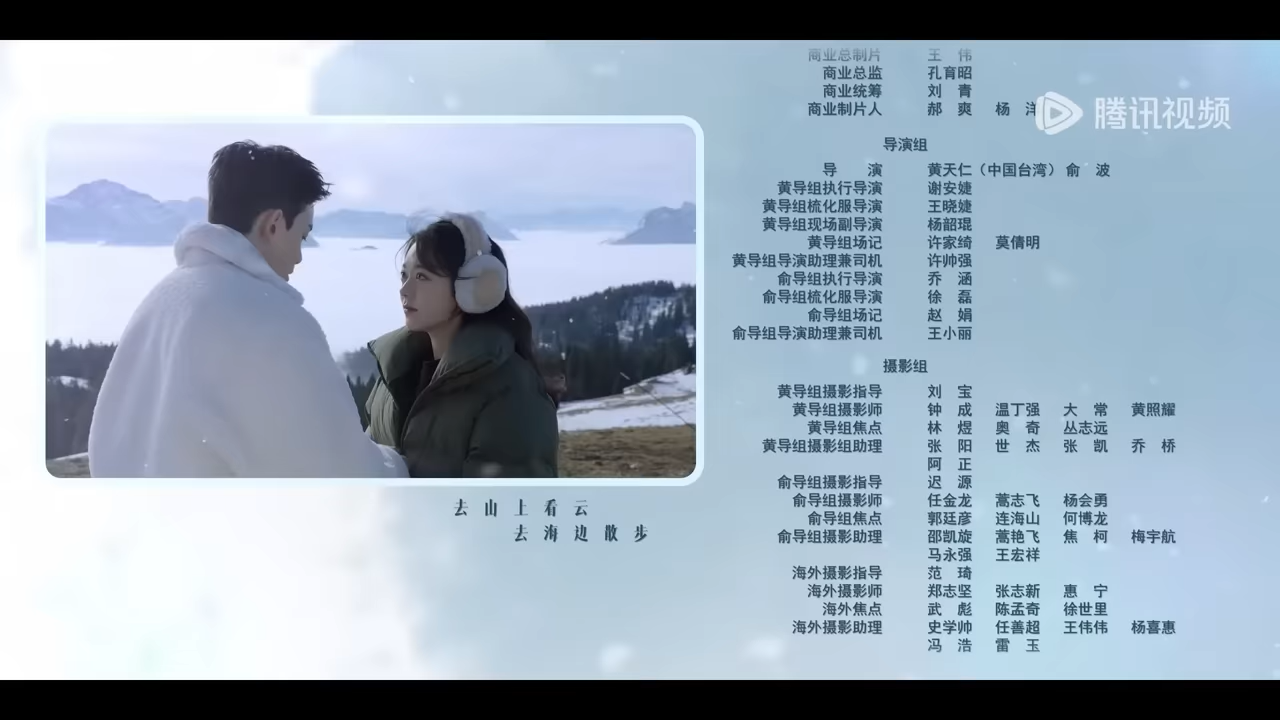 商业总制片 王 伟
商业总监 孔育昭
商业统筹 刘 青
商业制片人 郝 爽 杨 洋
腾讯视频
导演组
导 演 黄天仁（中国台湾） 俞 波
黄导组执行导演 谢安婕
黄导组梳化服导演 王晓婕
黄导组现场副导演 杨韶琨
黄导组场记 许家绮 莫倩明
黄导组导演助理兼司机 许帅强
俞导组执行导演 乔 涵
俞导组梳化服导演 徐 磊
俞导组场记 赵 娟
俞导组导演助理兼司机 王小丽
摄影组
黄导组摄影指导 刘 宝
黄导组摄影师 钟 成 温丁强 大 常 黄照耀
黄导组焦点 林 煜 奥 奇 丛志远
黄导组摄影组助理 张 阳 世 杰 张 凯 乔 桥
阿 正
俞导组摄影指导 迟 源
俞导组摄影师 任金龙 蒿志飞 杨会勇
俞导组焦点 郭廷彦 连海山 何博龙
俞导组摄影助理 邵凯旋 蒿艳飞 焦 柯 梅宇航
马永强 王宏祥
海外摄影指导 范 琦
海外摄影师 郑志坚 张志新 惠 宁
海外焦点 武 彪 陈孟奇 徐世里
海外摄影助理 史学帅 任善超 王伟伟 杨喜惠
冯 浩 雷 玉
去山上看云
去海边散步